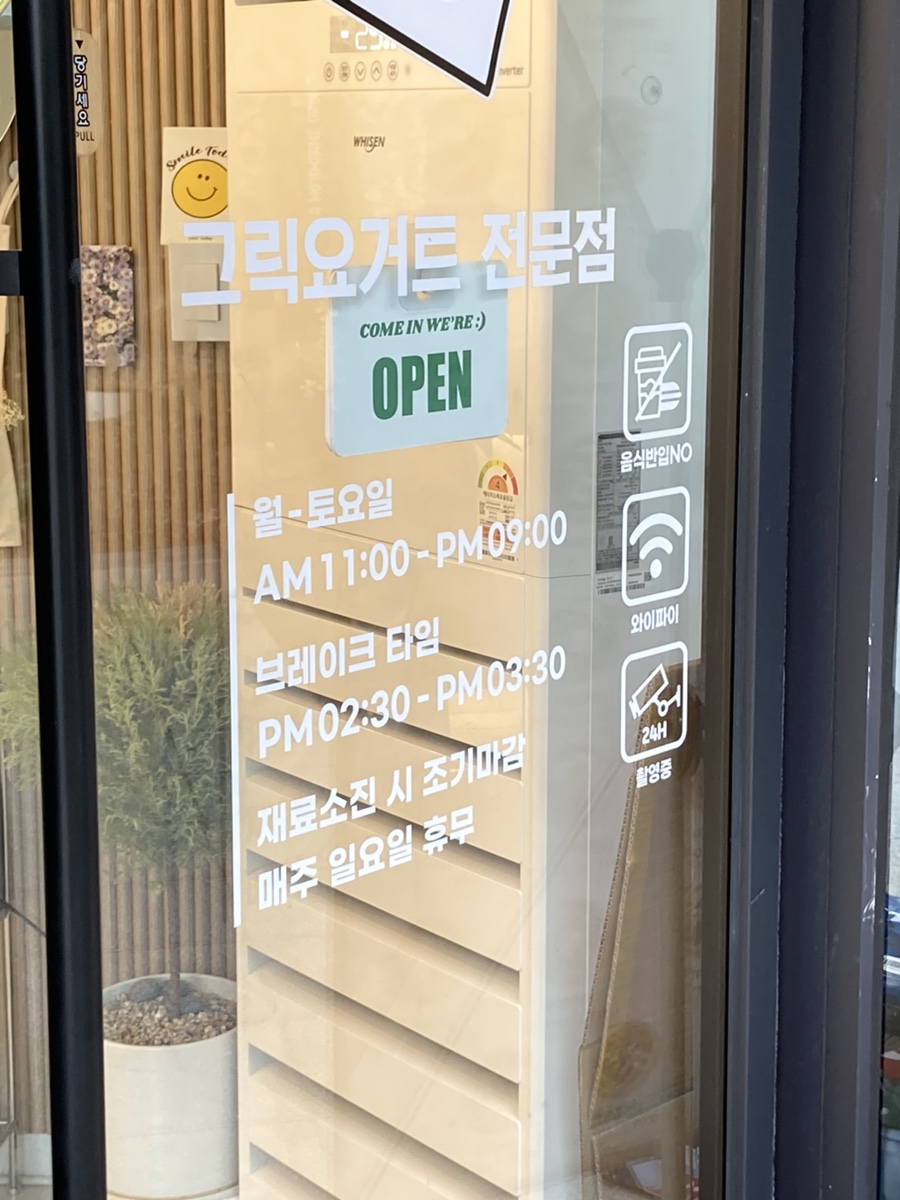 당기세요
PULL
WHISEN
Smile
그릭요거트 전문점
COME IN WE'RE :)
OPEN
음식반입NO
월 - 토요일
AM 11:00 - PM 09:00
와이파이
브레이크 타임
PM 02:30 - PM 03:30
24H
촬영중
재료소진 시 조기마감
매주 일요일 휴무